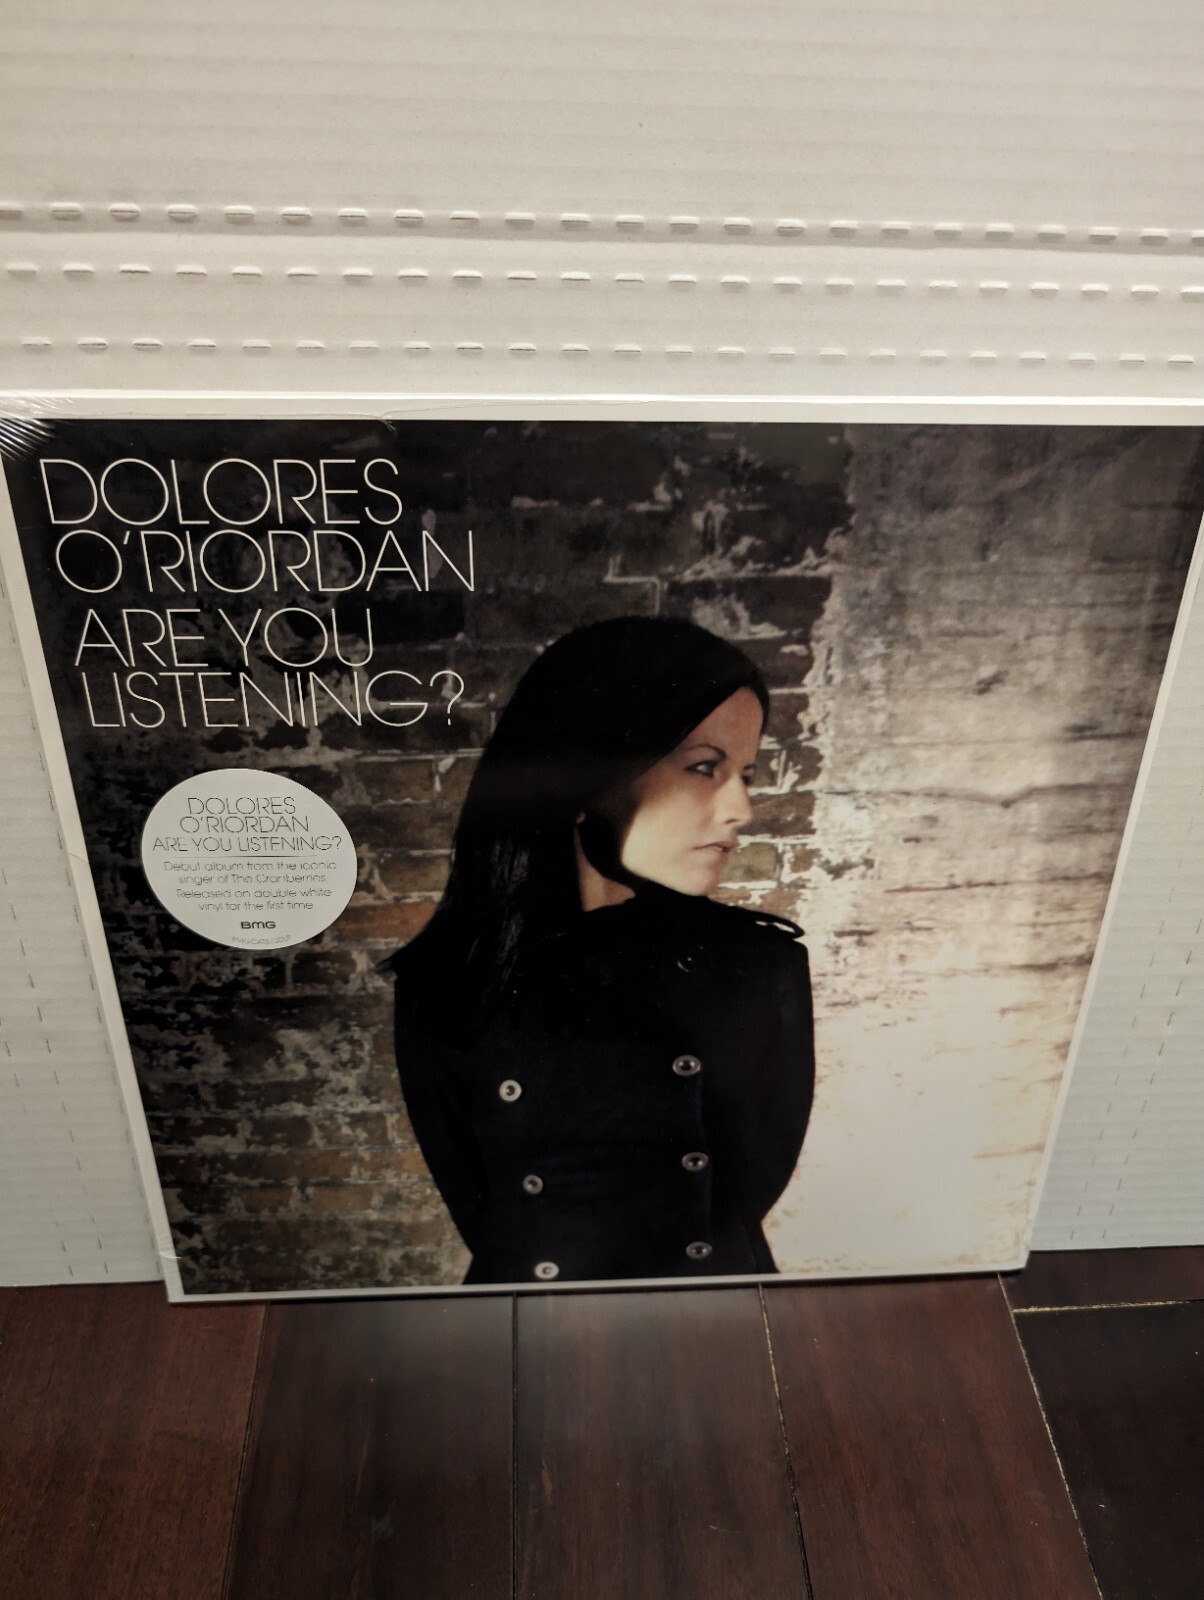 DOLORES
O'RIORDAN
ARE YOU
LISTENING?
DOLORES
O'RIORDAN
ARE YOU LISTENING?
Debut album from the iconic
singer of The Cranberries
Released on double white
vinyl for the first time
BMG